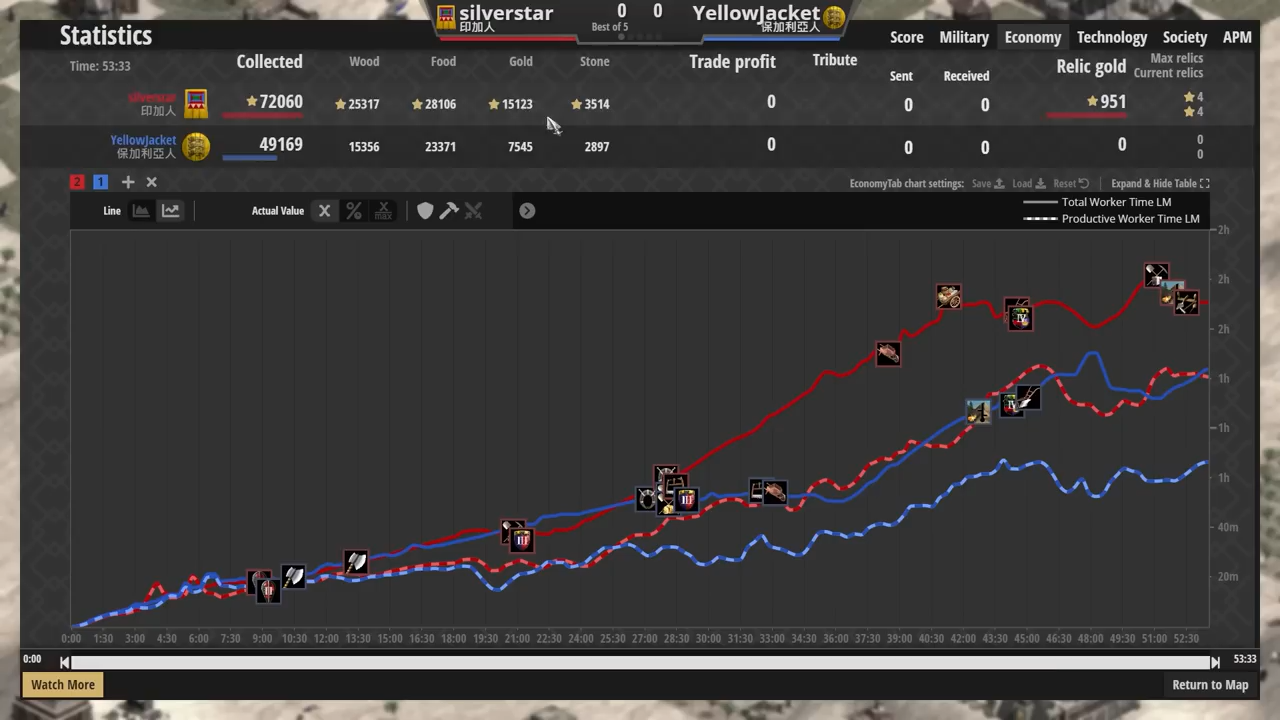 silverstar 0 0 YellowJacket
印加人 Best of 5 保加利亞人
Statistics Score Military Economy Technology Society APM
Time: 53:33 Collected Wood Food Gold Stone Trade profit Tribute Sent Received Relic gold Max relics
Current relics
silverstar 72060 25317 28106 15123 3514 0 0 0 951 4
印加人 4
YellowJacket 49169 15356 23371 7545 2897 0 0 0 0 0
保加利亞人 0
2 1 EconomyTab chart settings: Save Load Reset Expand & Hide Table
Line Actual Value X % X/max Total Worker Time LM
Productive Worker Time LM
2h
2h
2h
1h
1h
1h
40m
20m
0:00 1:30 3:00 4:30 6:00 7:30 9:00 10:30 12:00 13:30 15:00 16:30 18:00 19:30 21:00 22:30 24:00 25:30 27:00 28:30 30:00 31:30 33:00 34:30 36:00 37:30 39:00 40:30 42:00 43:30 45:00 46:30 48:00 49:30 51:00 52:30
0:00 53:33
Watch More Return to Map